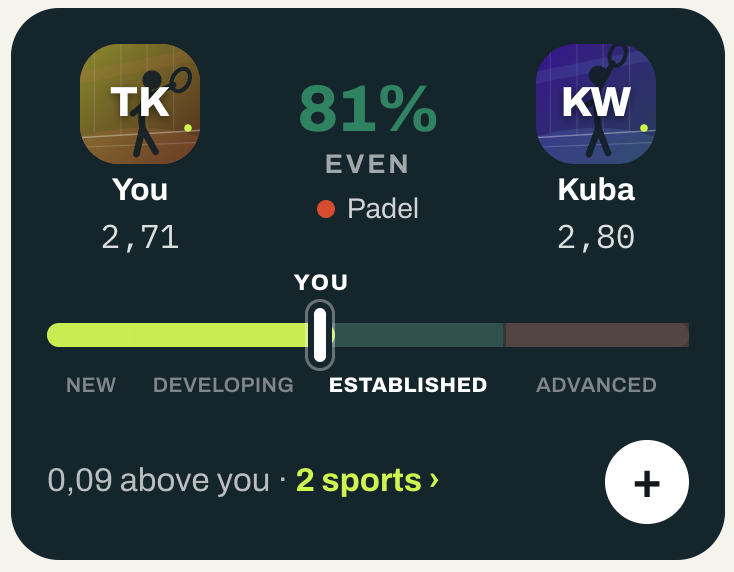 TK
KW
81%
EVEN
Padel
You
2,71
Kuba
2,80
YOU
NEW DEVELOPING ESTABLISHED ADVANCED
0,09 above you · 2 sports ›
+